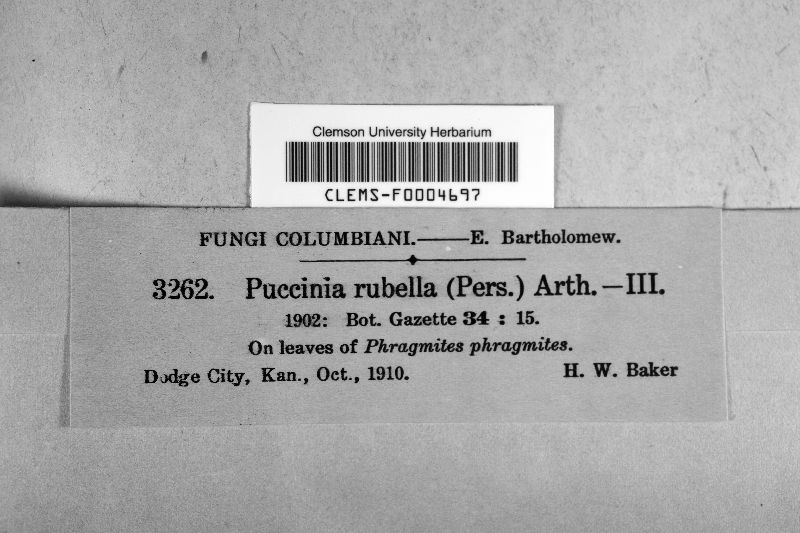 Clemson University Herbarium
CLEMS-F0004697
FUNGI COLUMBIANI.——E. Bartholomew.
3262. Puccinia rubella (Pers.) Arth.—III.
1902: Bot. Gazette 34 : 15.
On leaves of Phragmites phragmites.
Dodge City, Kan., Oct., 1910. H. W. Baker